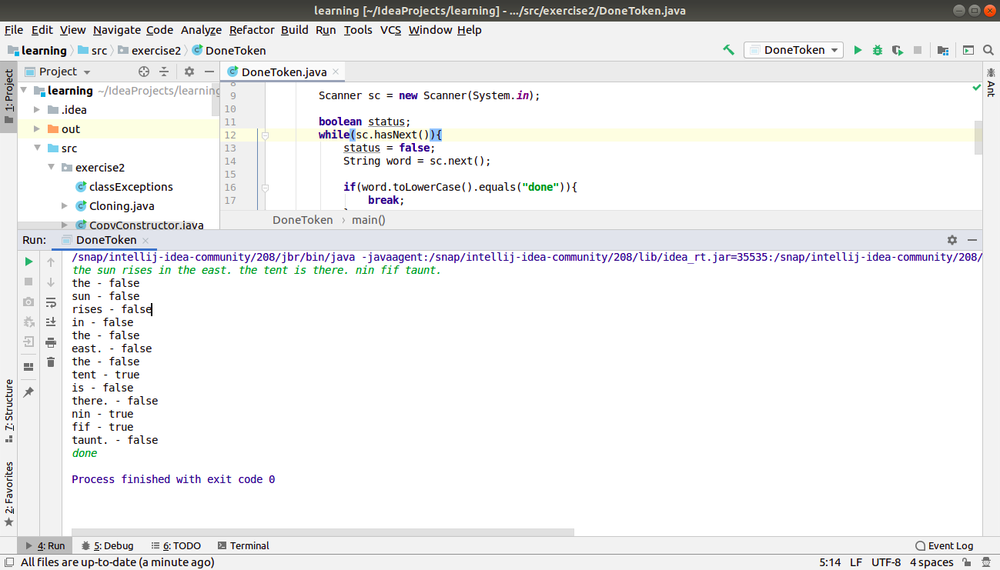 learning [~/IdeaProjects/learning] - .../src/exercise2/DoneToken.java
File Edit View Navigate Code Analyze Refactor Build Run Tools VCS Window Help
learning src exercise2 DoneToken
DoneToken
1: Project
Project
learning ~/IdeaProjects/learning
.idea
out
src
exercise2
classExceptions
Cloning.java
CopyConstructor.java
DoneToken.java
8
9 Scanner sc = new Scanner(System.in);
10
11 boolean status;
12 while(sc.hasNext()){
13 status = false;
14 String word = sc.next();
15
16 if(word.toLowerCase().equals("done")){
17 break;
DoneToken › main()
Ant
Run: DoneToken
/snap/intellij-idea-community/208/jbr/bin/java -javaagent:/snap/intellij-idea-community/208/lib/idea_rt.jar=35535:/snap/intellij-idea-community/208/
the sun rises in the east. the tent is there. nin fif taunt.
the - false
sun - false
rises - false
in - false
the - false
east. - false
the - false
tent - true
is - false
there. - false
nin - true
fif - true
taunt. - false
done
Process finished with exit code 0
7: Structure
2: Favorites
4: Run 5: Debug 6: TODO Terminal Event Log
All files are up-to-date (a minute ago) 5:14 LF UTF-8 4 spaces